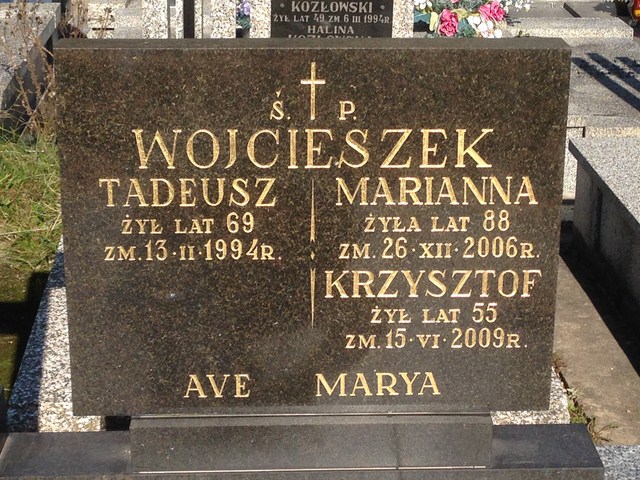 KOZŁOWSKI
ŻYŁ LAT 49 ZM 6 III 1994R
HALINA
Ś. P.
WOJCIESZEK
TADEUSZ
ŻYŁ LAT 69
ZM. 13·II·1994R.
MARIANNA
ŻYŁA LAT 88
ZM. 26·XII·2006R.
KRZYSZTOF
ŻYŁ LAT 55
ZM. 15·VI·2009R.
AVE MARYA